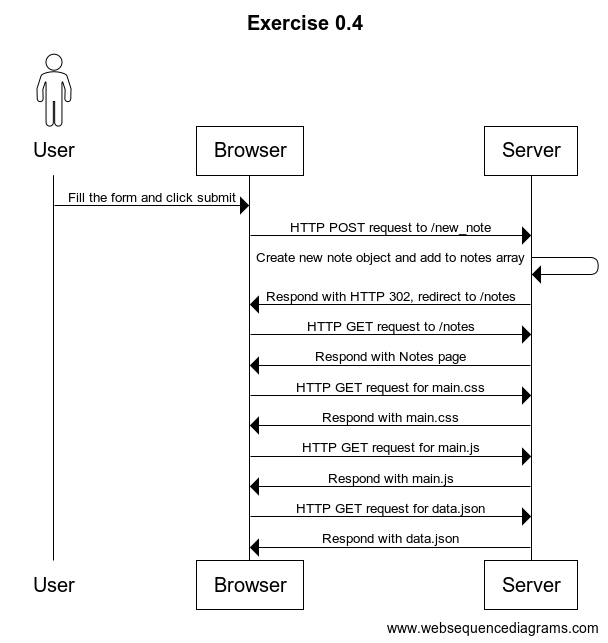 Exercise 0.4
User
Browser
Server
Fill the form and click submit
HTTP POST request to /new_note
Create new note object and add to notes array
Respond with HTTP 302, redirect to /notes
HTTP GET request to /notes
Respond with Notes page
HTTP GET request for main.css
Respond with main.css
HTTP GET request for main.js
Respond with main.js
HTTP GET request for data.json
Respond with data.json
User
Browser
Server
www.websequencediagrams.com